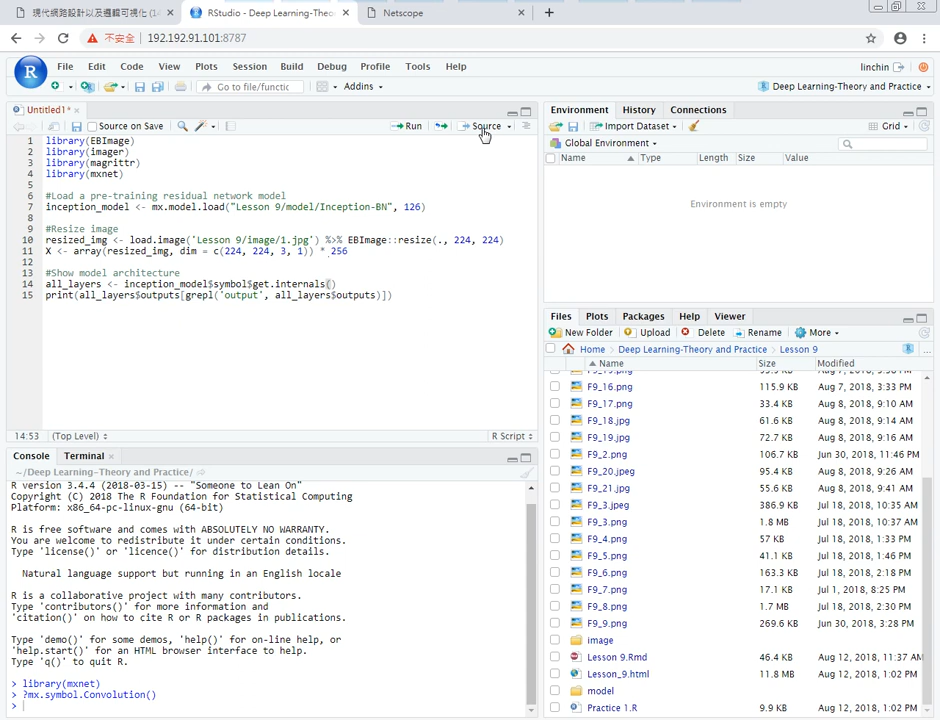 現代網路設計以及邏輯可視化 (1
RStudio - Deep Learning-Theo
Netscope
不安全
192.192.91.101:8787
File Edit Code View Plots Session Build Debug Profile Tools Help
linchin
Go to file/functic
Addins
Deep Learning-Theory and Practice
Untitled1*
Source on Save
Run
Source
1 library(EBImage)
2 library(imager)
3 library(magrittr)
4 library(mxnet)
5
6 #Load a pre-training residual network model
7 inception_model <- mx.model.load("Lesson 9/model/Inception-BN", 126)
8
9 #Resize image
10 resized_img <- load.image('Lesson 9/image/1.jpg') %>% EBImage::resize(., 224, 224)
11 X <- array(resized_img, dim = c(224, 224, 3, 1)) * 256
12
13 #Show model architecture
14 all_layers <- inception_model$symbol$get.internals()
15 print(all_layers$outputs[grepl('output', all_layers$outputs)])
14:53 (Top Level) R Script
Console Terminal
~/Deep Learning-Theory and Practice/
R version 3.4.4 (2018-03-15) -- "Someone to Lean On"
Copyright (C) 2018 The R Foundation for Statistical Computing
Platform: x86_64-pc-linux-gnu (64-bit)
R is free software and comes with ABSOLUTELY NO WARRANTY.
You are welcome to redistribute it under certain conditions.
Type 'license()' or 'licence()' for distribution details.
Natural language support but running in an English locale
R is a collaborative project with many contributors.
Type 'contributors()' for more information and
'citation()' on how to cite R or R packages in publications.
Type 'demo()' for some demos, 'help()' for on-line help, or
'help.start()' for an HTML browser interface to help.
Type 'q()' to quit R.
> library(mxnet)
> ?mx.symbol.Convolution()
>
Environment History Connections
Import Dataset
Grid
Global Environment
Name Type Length Size Value
Environment is empty
Files Plots Packages Help Viewer
New Folder Upload Delete Rename More
Home Deep Learning-Theory and Practice Lesson 9
Name Size Modified
F9_16.png 115.9 KB Aug 7, 2018, 3:33 PM
F9_17.png 33.4 KB Aug 8, 2018, 9:10 AM
F9_18.jpg 61.6 KB Aug 8, 2018, 9:14 AM
F9_19.jpg 72.7 KB Aug 8, 2018, 9:16 AM
F9_2.png 106.7 KB Jun 30, 2018, 11:46 PM
F9_20.jpeg 95.4 KB Aug 8, 2018, 9:26 AM
F9_21.jpg 55.6 KB Aug 8, 2018, 9:41 AM
F9_3.jpeg 386.9 KB Jul 18, 2018, 10:35 AM
F9_3.png 1.8 MB Jul 18, 2018, 10:37 AM
F9_4.png 57 KB Jul 18, 2018, 1:33 PM
F9_5.png 41.1 KB Jul 18, 2018, 1:46 PM
F9_6.png 163.3 KB Jul 18, 2018, 2:18 PM
F9_7.png 17.1 KB Jul 1, 2018, 8:25 PM
F9_8.png 1.7 MB Jul 18, 2018, 2:30 PM
F9_9.png 269.6 KB Jun 30, 2018, 3:28 PM
image
Lesson 9.Rmd 46.4 KB Aug 12, 2018, 11:37 AM
Lesson_9.html 1.2 MB Aug 12, 2018, 1:02 PM
model
Practice 1.R 9.9 KB Aug 12, 2018, 1:02 PM